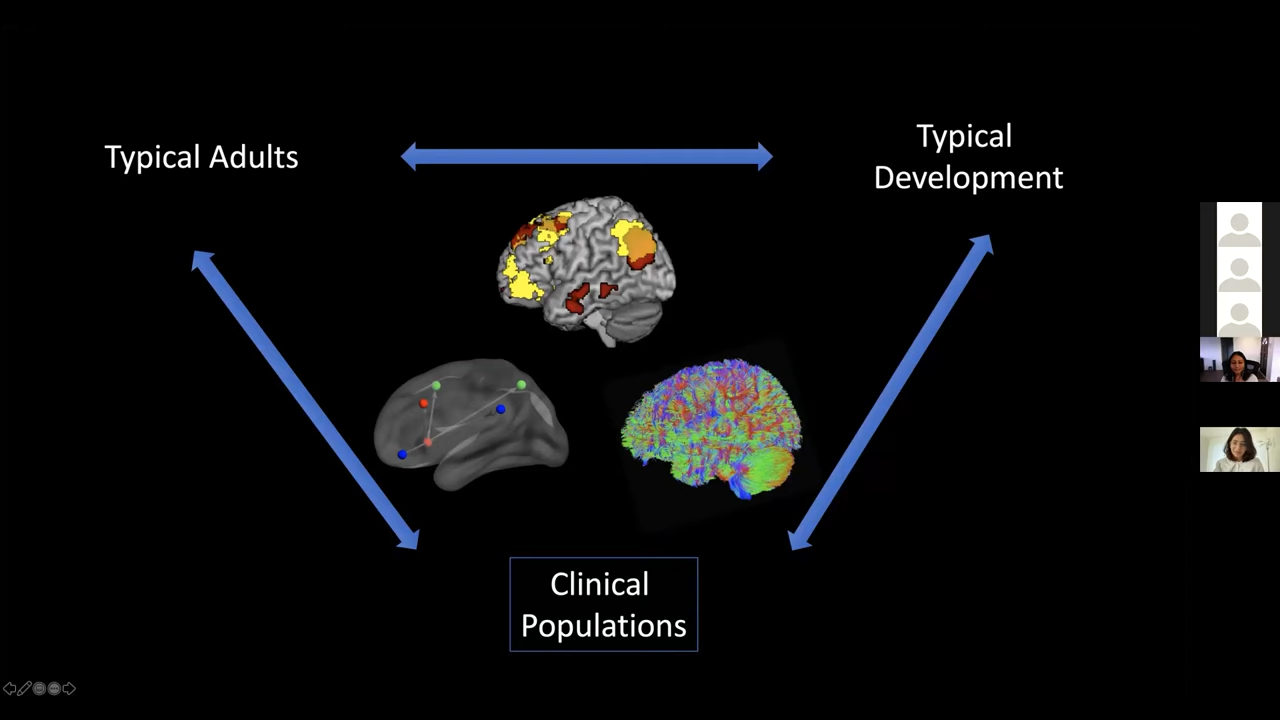 Typical Adults
Typical
Development
Clinical
Populations